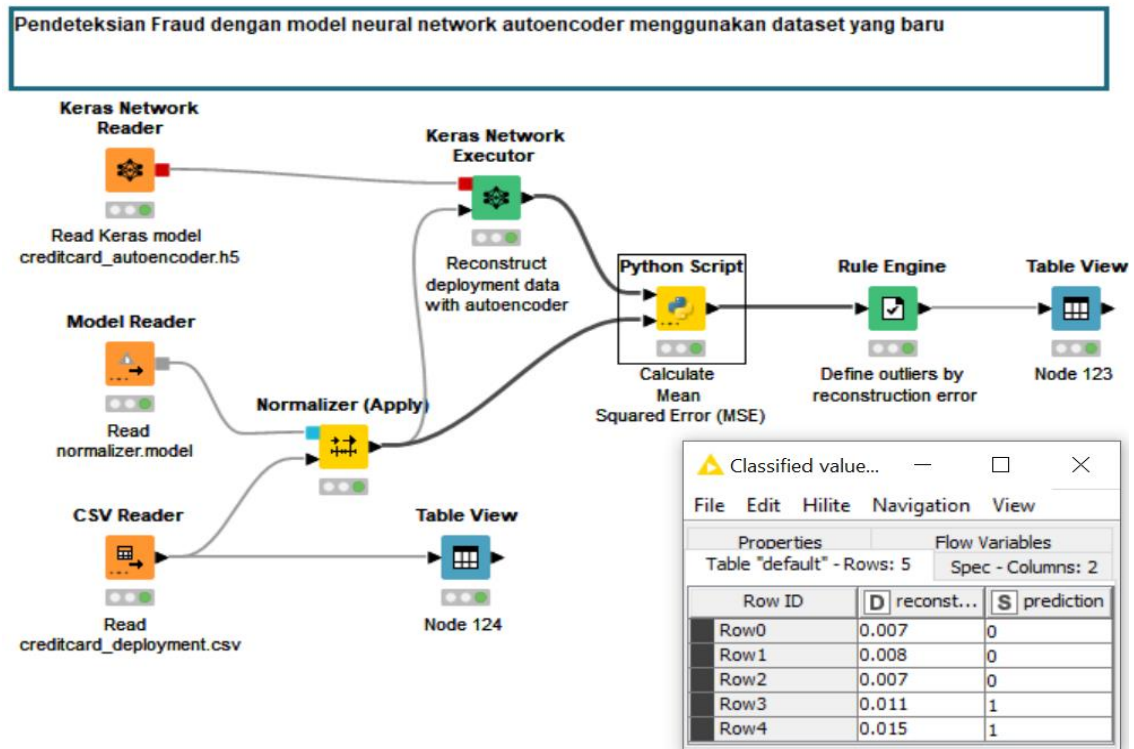 Pendeteksian Fraud dengan model neural network autoencoder menggunakan dataset yang baru
Keras Network
Reader
Read Keras model
creditcard_autoencoder.h5
Keras Network
Executor
Reconstruct
deployment data
with autoencoder
Model Reader
Read
normalizer.model
Normalizer (Apply)
CSV Reader
Read
creditcard_deployment.csv
Table View
Node 124
Python Script
Calculate
Mean
Squared Error (MSE)
Rule Engine
Define outliers by
reconstruction error
Table View
Node 123
Classified value...
File Edit Hilite Navigation View
Properties Flow Variables
Table "default" - Rows: 5 Spec - Columns: 2
Row ID D reconst... S prediction
Row0 0.007 0
Row1 0.008 0
Row2 0.007 0
Row3 0.011 1
Row4 0.015 1